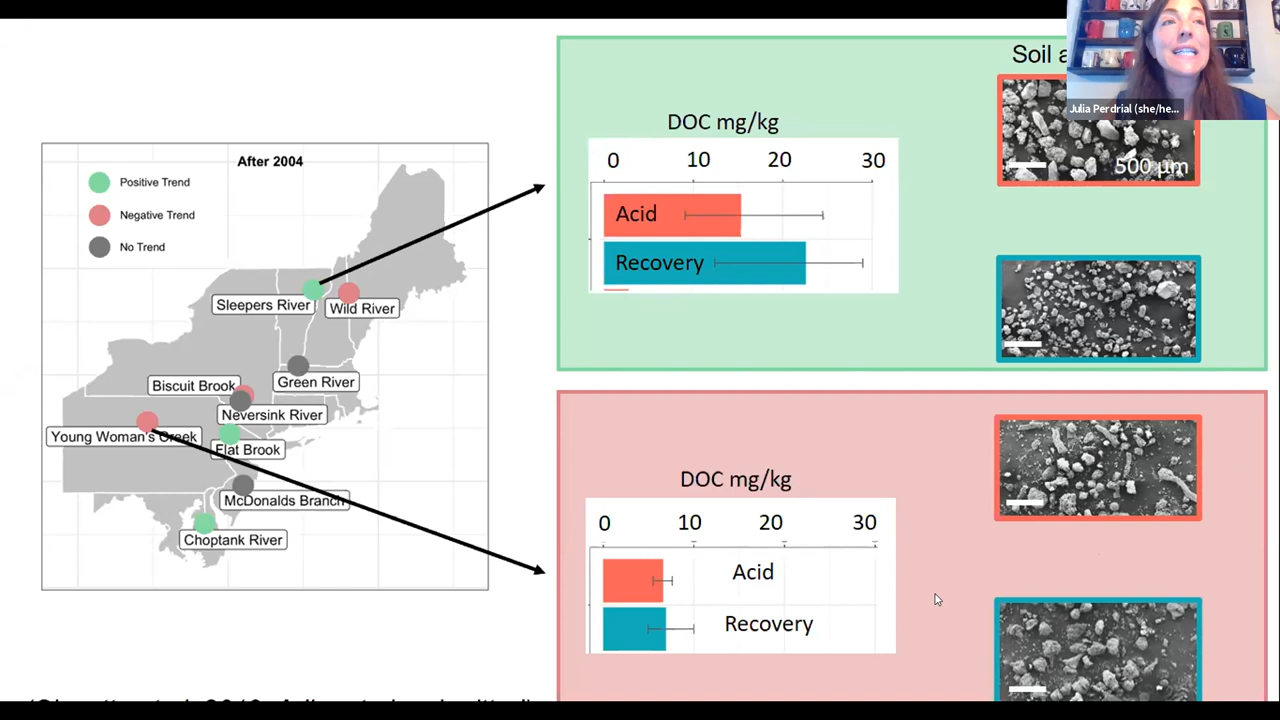 After 2004
Positive Trend
Negative Trend
No Trend
Sleepers River
Wild River
Green River
Biscuit Brook
Neversink River
Young Woman's Creek
Flat Brook
McDonalds Branch
Choptank River
DOC mg/kg
0 10 20 30
Acid
Recovery
Soil
500 µm
Julia Perdrial (she/he...
DOC mg/kg
0 10 20 30
Acid
Recovery